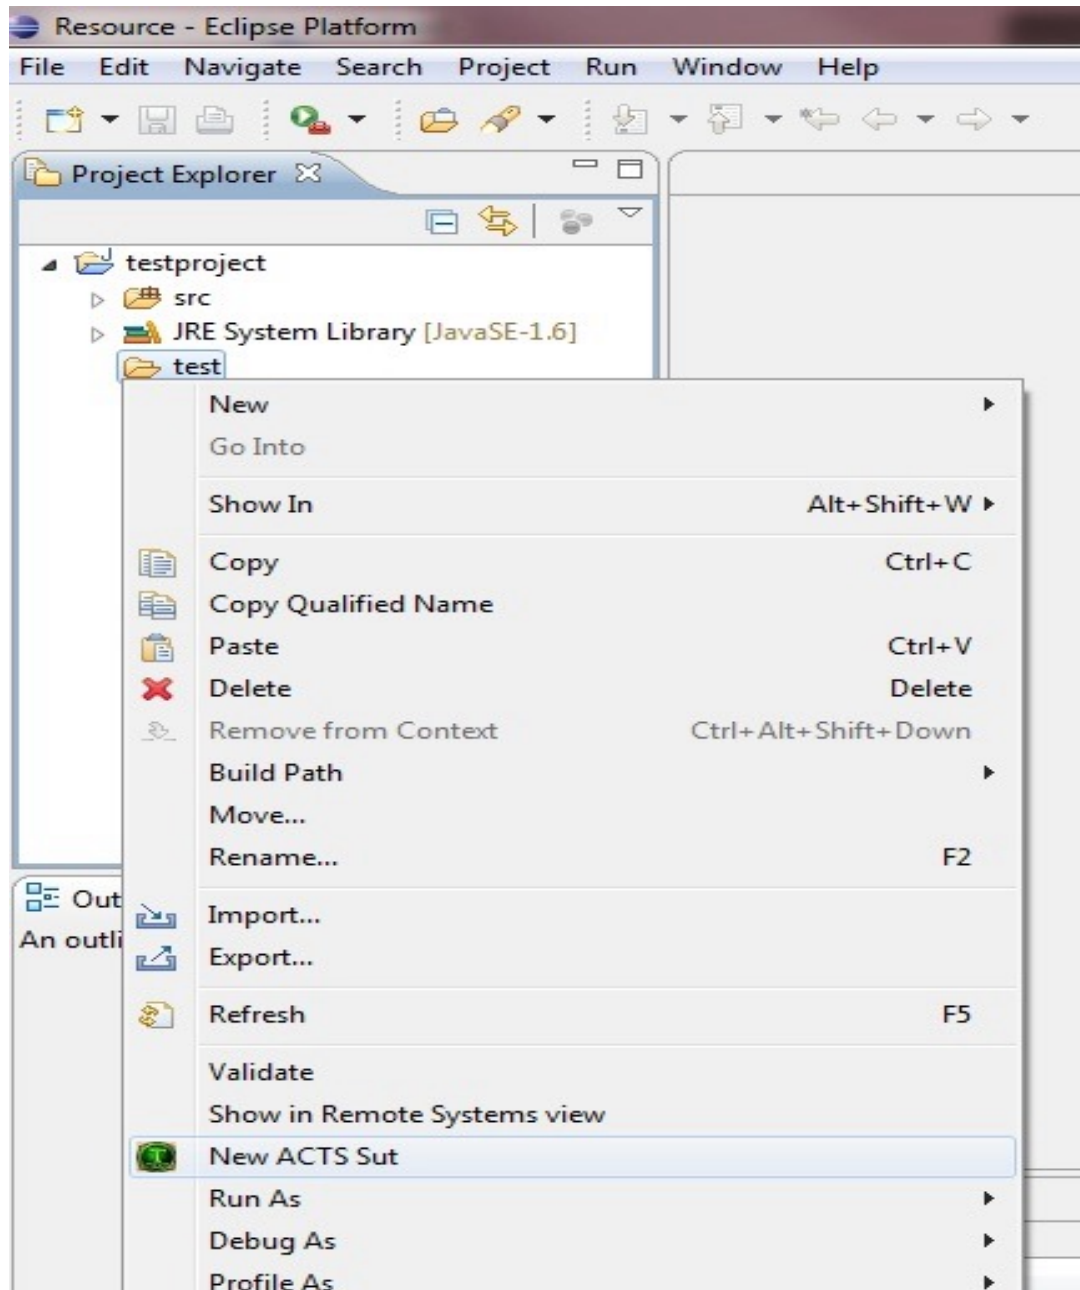 Resource - Eclipse Platform
File Edit Navigate Search Project Run Window Help
Project Explorer
testproject
src
JRE System Library [JavaSE-1.6]
test
New
Go Into
Show In Alt+Shift+W
Copy Ctrl+C
Copy Qualified Name
Paste Ctrl+V
Delete Delete
Remove from Context Ctrl+Alt+Shift+Down
Build Path
Move...
Rename... F2
Out
An outli
Import...
Export...
Refresh F5
Validate
Show in Remote Systems view
New ACTS Sut
Run As
Debug As
Profile As